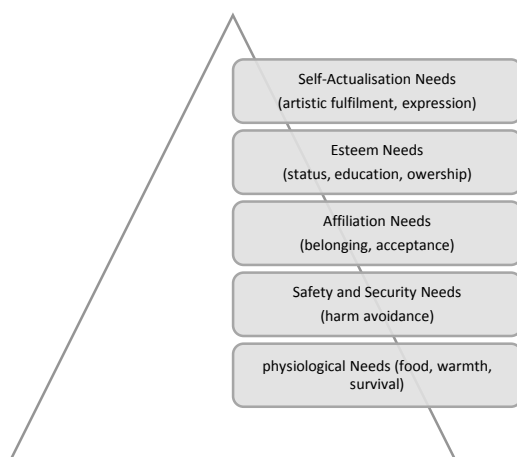 Self-Actualisation Needs
(artistic fulfilment, expression)
Esteem Needs
(status, education, owership)
Affiliation Needs
(belonging, acceptance)
Safety and Security Needs
(harm avoidance)
physiological Needs (food, warmth,
survival)